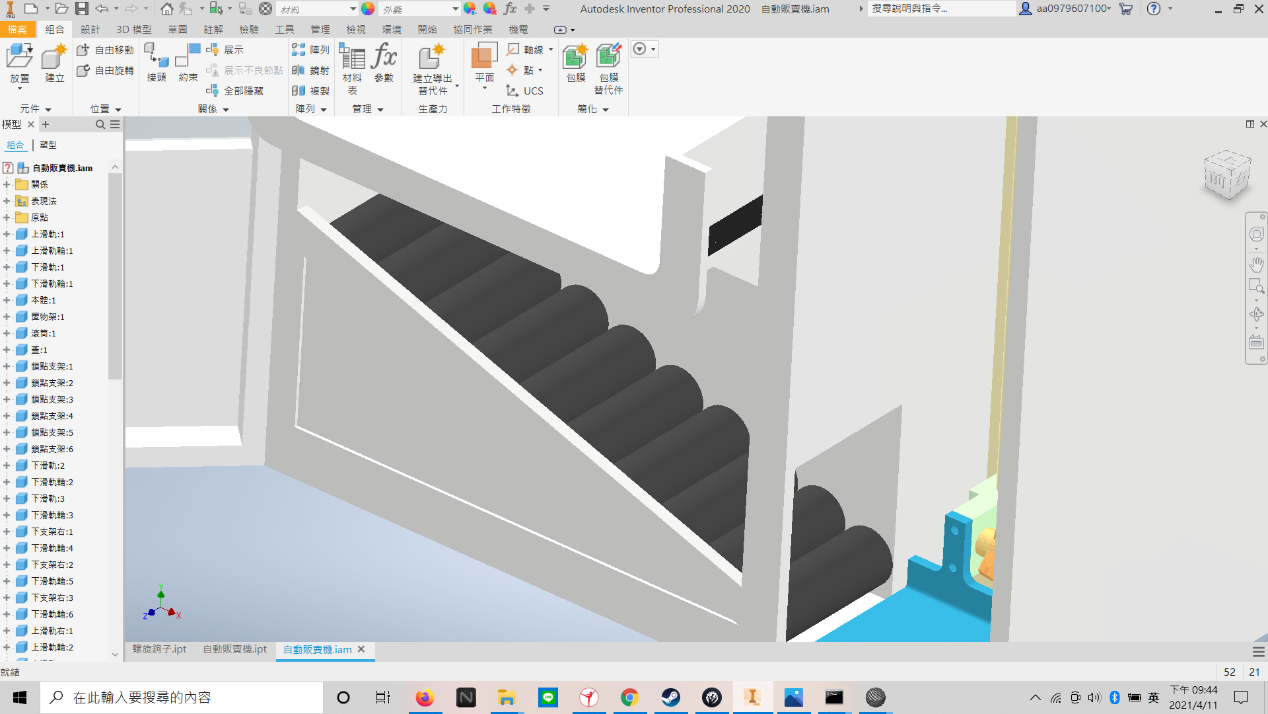 材料
外觀
Autodesk Inventor Professional 2020 自動販賣機.iam
搜尋說明與指令...
aa0979607100
檔案 組合 設計 3D 模型 草圖 註解 檢驗 工具 管理 檢視 環境 開始 協同作業 機電
放置
建立
自由移動
自由旋轉
接頭
約束
展示
展示不良節點
全部隱藏
陣列
鏡射
複製
材料表
參數
建立導出替代件
平面
軸線
點
UCS
包膜
包膜替代件
元件 位置 關係 陣列 管理 生產力 工作特徵 簡化
模型
組合 | 造型
自動販賣機.iam
關係
表現法
原點
上滑軌:1
上滑軌輪:1
下滑軌:1
下滑軌輪:1
本體:1
置物架:1
滾筒:1
蓋:1
鎖點支架:1
鎖點支架:2
鎖點支架:3
鎖點支架:4
鎖點支架:5
鎖點支架:6
下滑軌:2
下滑軌輪:2
下滑軌:3
下滑軌輪:3
下支架右:1
下滑軌輪:4
下支架右:2
下滑軌輪:5
下支架右:3
下滑軌輪:6
上滑軌右:1
上滑軌輪:2
Y
Z
X
螺旋鉤子.ipt 自動販賣機.ipt 自動販賣機.iam
就緒
52 21
在此輸入要搜尋的內容
英
下午 09:44
2021/4/11